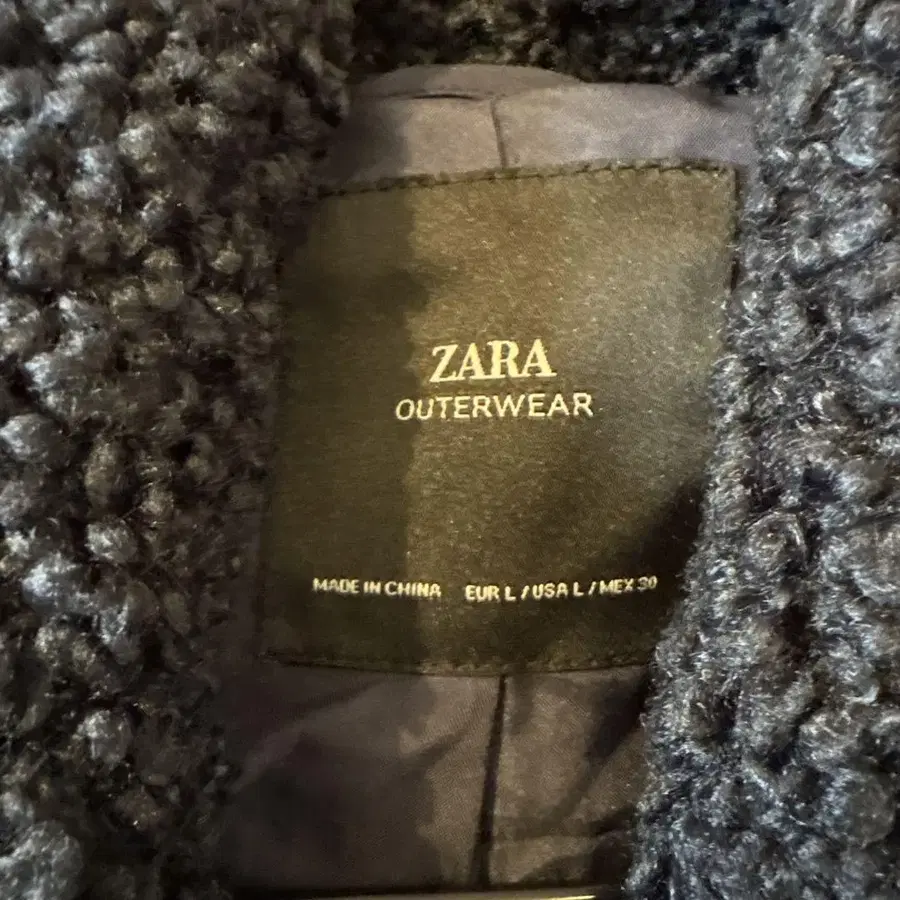 ZARA
OUTERWEAR
MADE IN CHINA EUR L / USA L / MEX 30